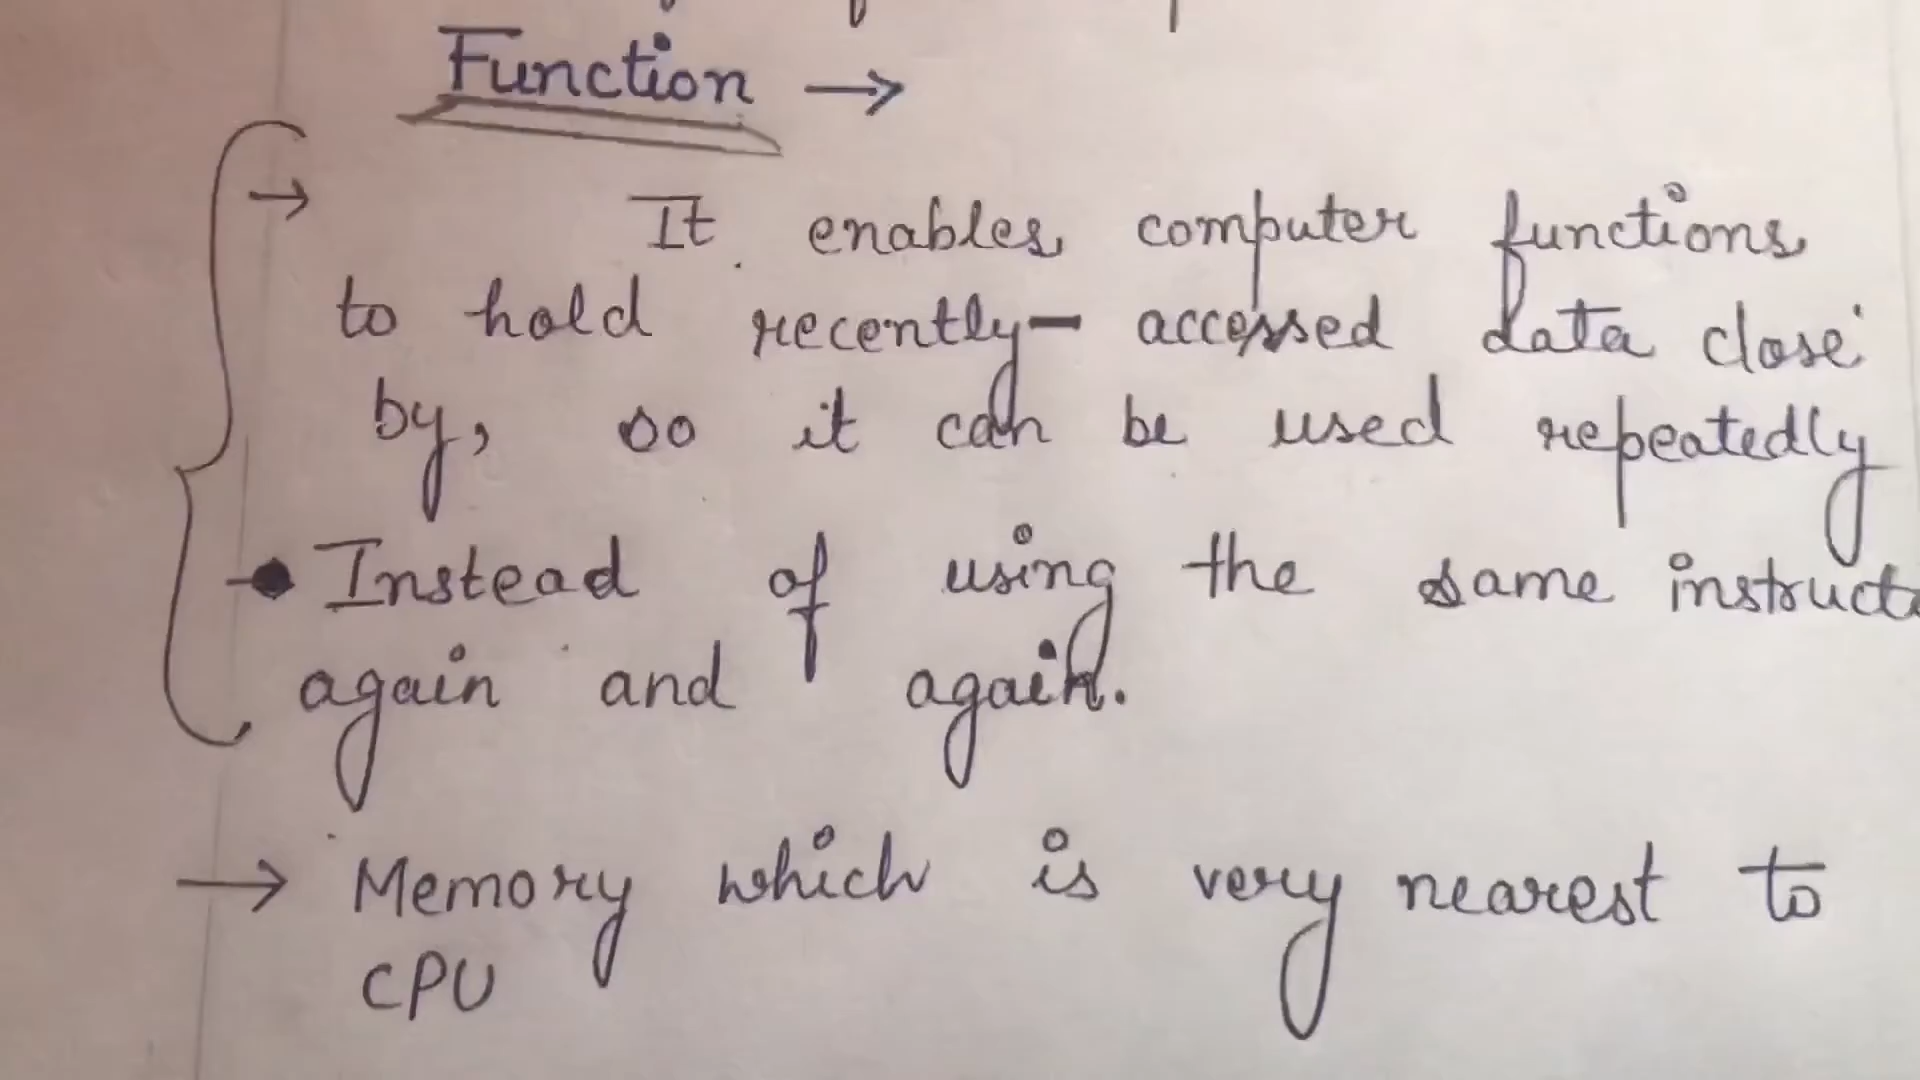 Function →
→ It enables computer functions
to hold recently- accessed data close
by, so it can be used repeatedly
Instead of using the same
again and again.
→ Memory which is very nearest to
CPU